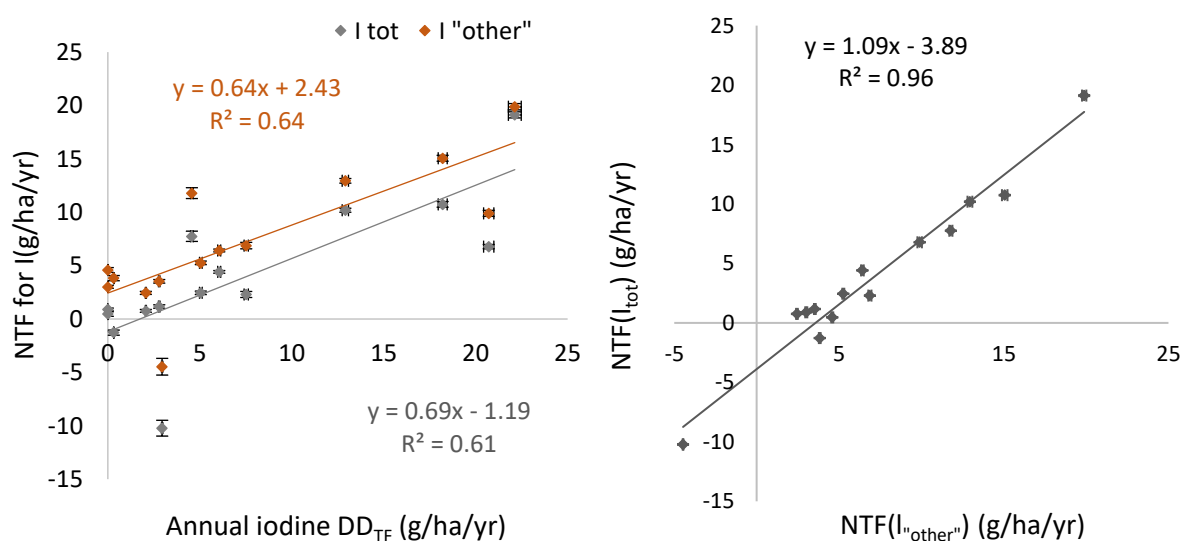 I tot I "other"
y = 0.64x + 2.43
R² = 0.64
y = 0.69x - 1.19
R² = 0.61
NTF for I(g/ha/yr)
25
20
15
10
5
0
-5
-10
-15
0 5 10 15 20 25
Annual iodine DD_TF (g/ha/yr)
y = 1.09x - 3.89
R² = 0.96
NTF(I_tot) (g/ha/yr)
25
20
15
10
5
0
-5
-10
-15
-5 5 15 25
NTF(I_"other") (g/ha/yr)